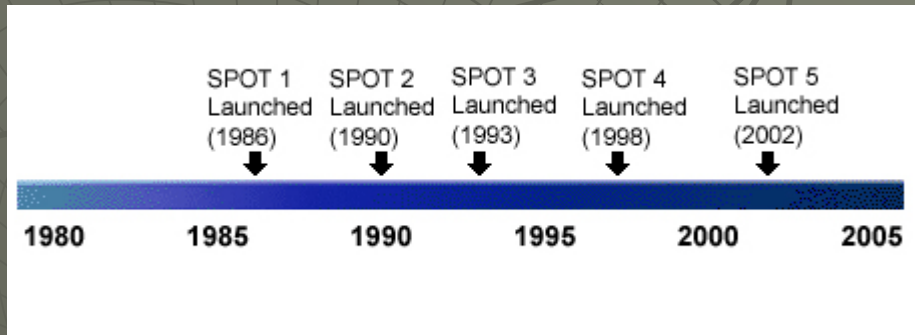 SPOT 1 Launched (1986)
SPOT 2 Launched (1990)
SPOT 3 Launched (1993)
SPOT 4 Launched (1998)
SPOT 5 Launched (2002)
1980 1985 1990 1995 2000 2005